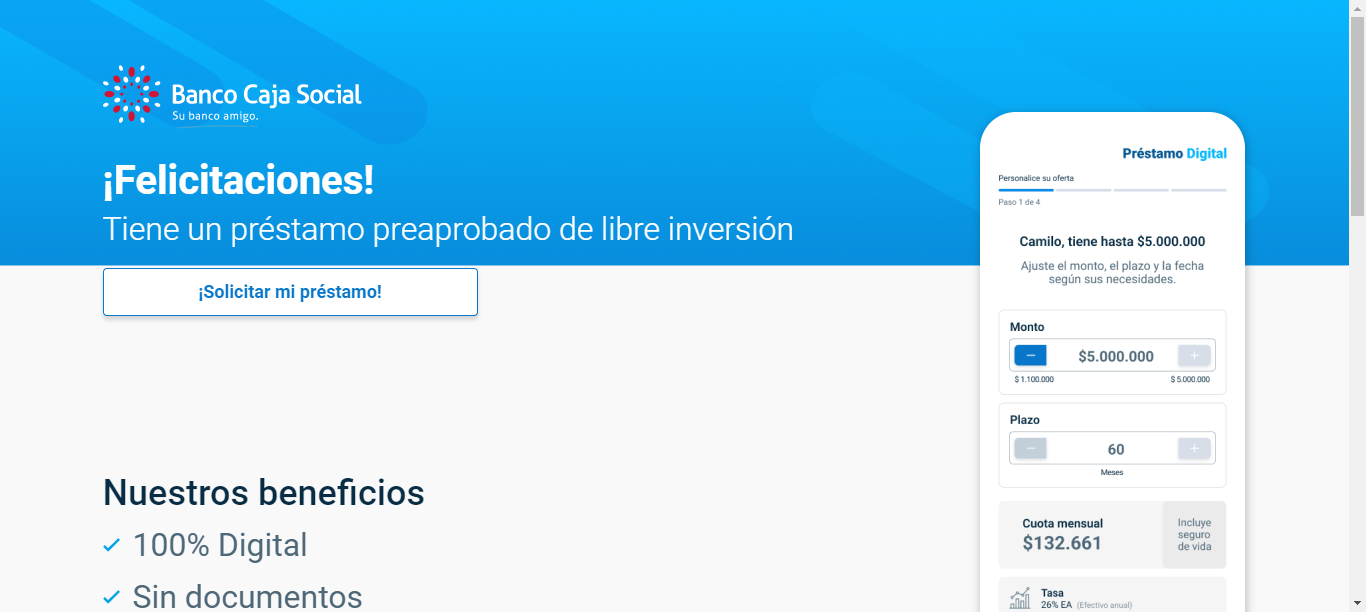 Banco Caja Social
Su banco amigo.
¡Felicitaciones!
Tiene un préstamo preaprobado de libre inversión
¡Solicitar mi préstamo!
Nuestros beneficios
100% Digital
Sin documentos
Préstamo Digital
Personalice su oferta
Paso 1 de 4
Camilo, tiene hasta $5.000.000
Ajuste el monto, el plazo y la fecha
según sus necesidades.
Monto
− $5.000.000 +
$ 1.100.000 $ 5.000.000
Plazo
− 60 +
Meses
Cuota mensual
$132.661
Incluye
seguro
de vida
Tasa
26% EA (Efectivo anual)